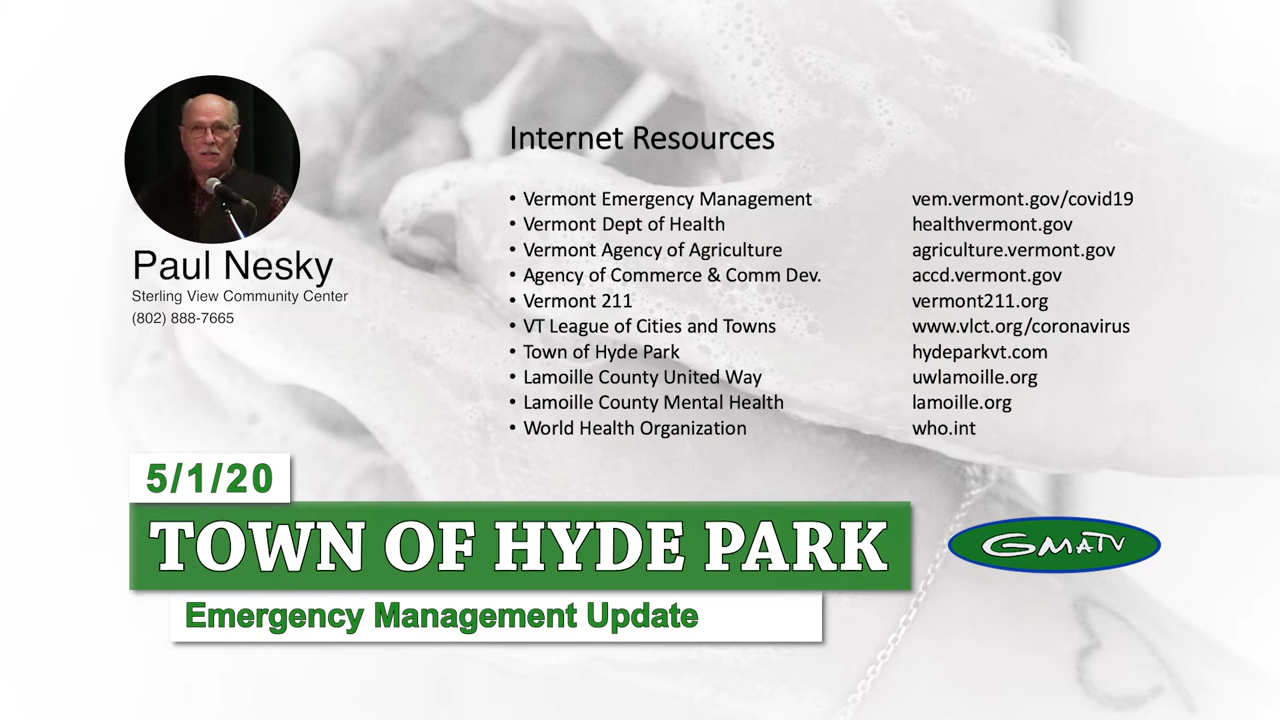 Internet Resources
• Vermont Emergency Management vem.vermont.gov/covid19
• Vermont Dept of Health healthvermont.gov
• Vermont Agency of Agriculture agriculture.vermont.gov
• Agency of Commerce & Comm Dev. accd.vermont.gov
• Vermont 211 vermont211.org
• VT League of Cities and Towns www.vlct.org/coronavirus
• Town of Hyde Park hydeparkvt.com
• Lamoille County United Way uwlamoille.org
• Lamoille County Mental Health lamoille.org
• World Health Organization who.int
Paul Nesky
Sterling View Community Center
(802) 888-7665
5/1/20
TOWN OF HYDE PARK
GMATV
Emergency Management Update